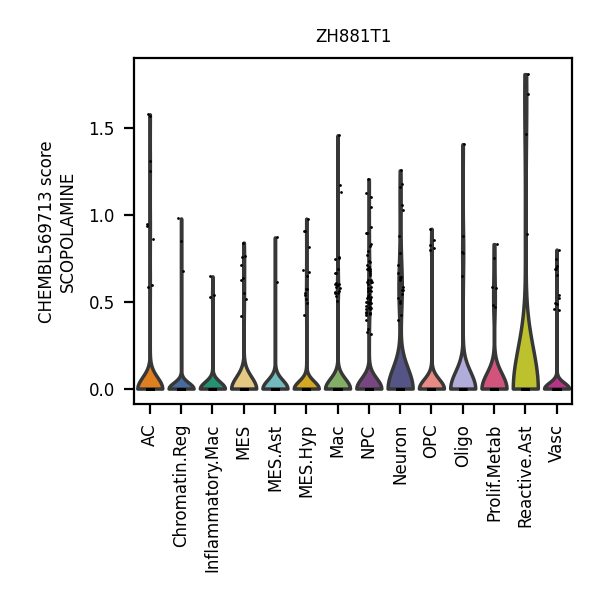 ZH881T1
CHEMBL569713 score
SCOPOLAMINE
1.5
1.0
0.5
0.0
AC
Chromatin.Reg
Inflammatory.Mac
MES
MES.Ast
MES.Hyp
Mac
NPC
Neuron
OPC
Oligo
Prolif.Metab
Reactive.Ast
Vasc